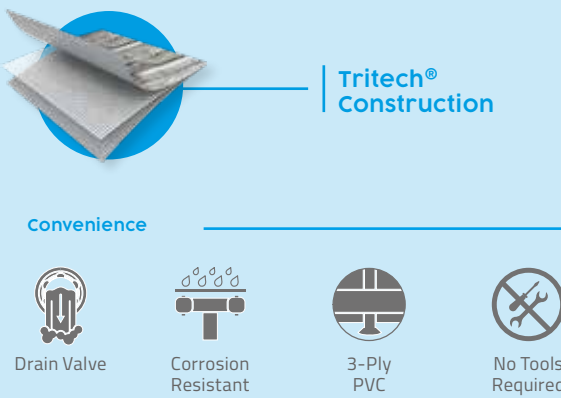 Tritech®
Construction
Convenience
Drain Valve
Corrosion
Resistant
3-Ply
PVC
No Tools
Required